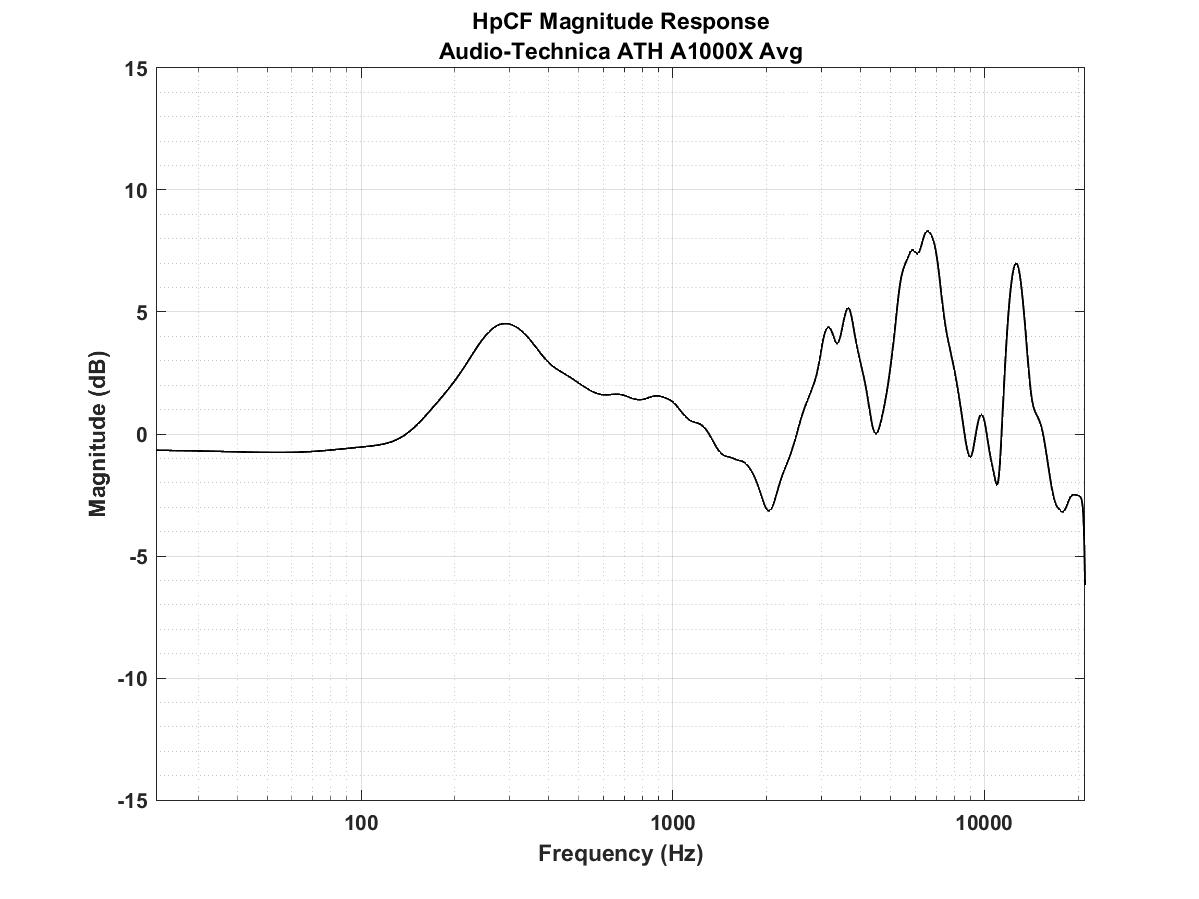 HpCF Magnitude Response
Audio-Technica ATH A1000X Avg
15
10
5
0
-5
-10
-15
Magnitude (dB)
100
1000
10000
Frequency (Hz)